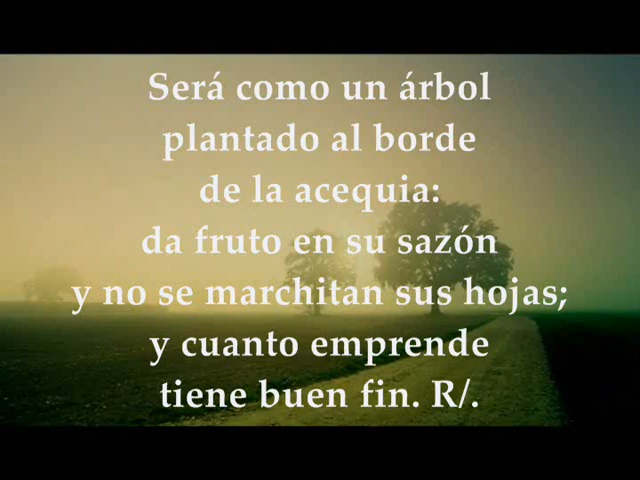 Será como un árbol
plantado al borde
de la acequia:
da fruto en su sazón
y no se marchitan sus hojas;
y cuanto emprende
tiene buen fin. R/.